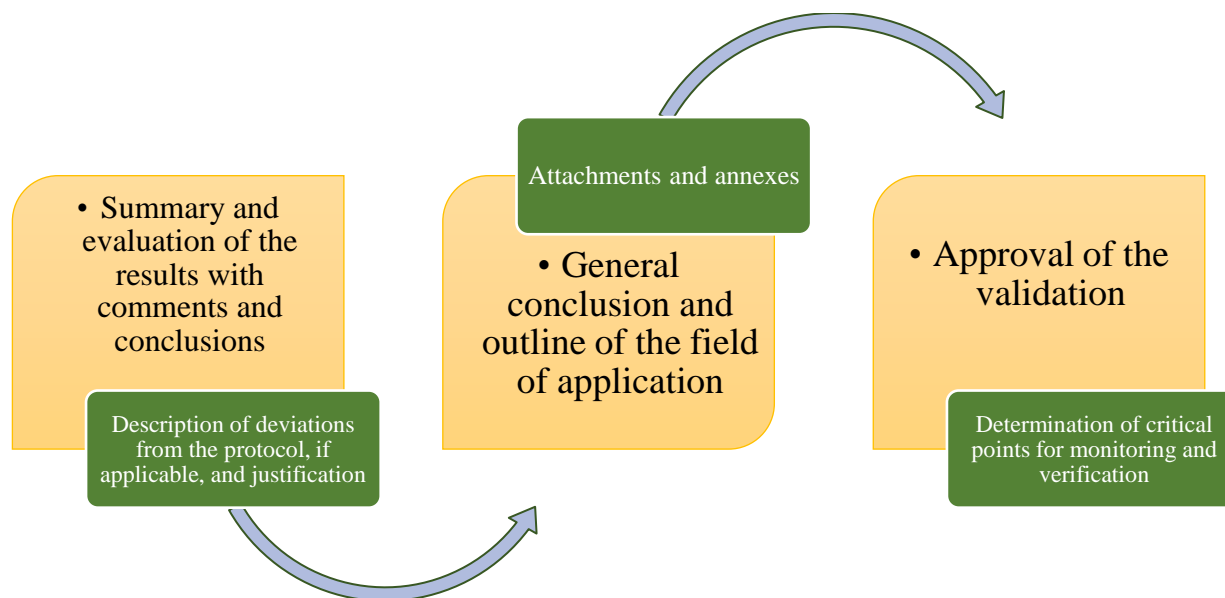 • Summary and
evaluation of the
results with
comments and
conclusions
Description of deviations
from the protocol, if
applicable, and justification
Attachments and annexes
• General
conclusion and
outline of the field
of application
• Approval of the
validation
Determination of critical
points for monitoring and
verification